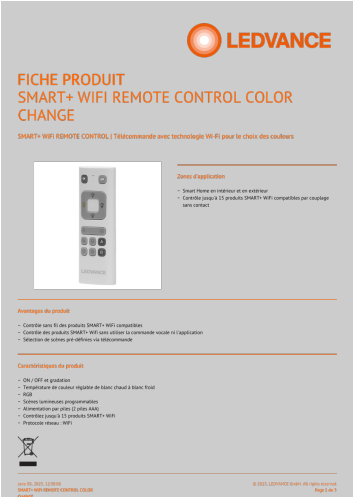 LEDVANCE
FICHE PRODUIT
SMART+ WIFI REMOTE CONTROL COLOR
CHANGE
SMART+ WIFI REMOTE CONTROL | Télécommande avec technologie Wi-Fi pour le choix des couleurs
LEDVANCE
Zones d'application
– Smart Home en intérieur et en extérieur
– Contrôler jusqu'à 15 produits SMART+ WiFi compatibles par couplage
sans contact
Avantages du produit
– Contrôle sans fil des produits SMART+ WiFi compatibles
– Contrôle des produits SMART+ Wifi sans utiliser la commande vocale ni l'application
– Sélection de scènes pré-définies via télécommande
Caractéristiques du produit
– ON / OFF et gradation
– Température de couleur réglable de blanc chaud à blanc froid
– RGB
– Scènes lumineuses programmables
– Alimentation par piles (2 piles AAA)
– Contrôlez jusqu'à 15 produits SMART+ WiFi
– Protocole réseau : WiFi
SMART+ WIFI REMOTE CONTROL COLOR
CHANGE
© 2023, LEDVANCE GmbH. All rights reserved.
Page 1 de 3